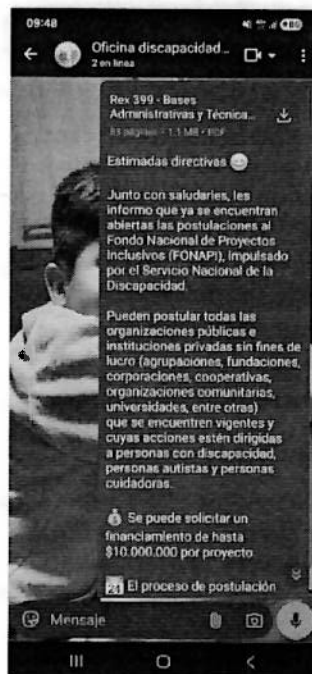 09:48
Oficina discapacidad...
2 en línea
Rex 399 - Bases
Administrativas y Técnica...
83 páginas • 1.1 MB • PDF
Estimadas directivas
Junto con saludarles, les
informo que ya se encuentran
abiertas las postulaciones al
Fondo Nacional de Proyectos
Inclusivos (FONAPI), impulsado
por el Servicio Nacional de la
Discapacidad.
Pueden postular todas las
organizaciones públicas e
instituciones privadas sin fines de
lucro (agrupaciones, fundaciones,
corporaciones, cooperativas,
organizaciones comunitarias,
universidades, entre otras)
que se encuentren vigentes y
cuyas acciones estén dirigidas
a personas con discapacidad,
personas autistas y personas
cuidadoras.
Se puede solicitar un
financiamiento de hasta
$10.000.000 por proyecto
El proceso de postulación
Mensaje